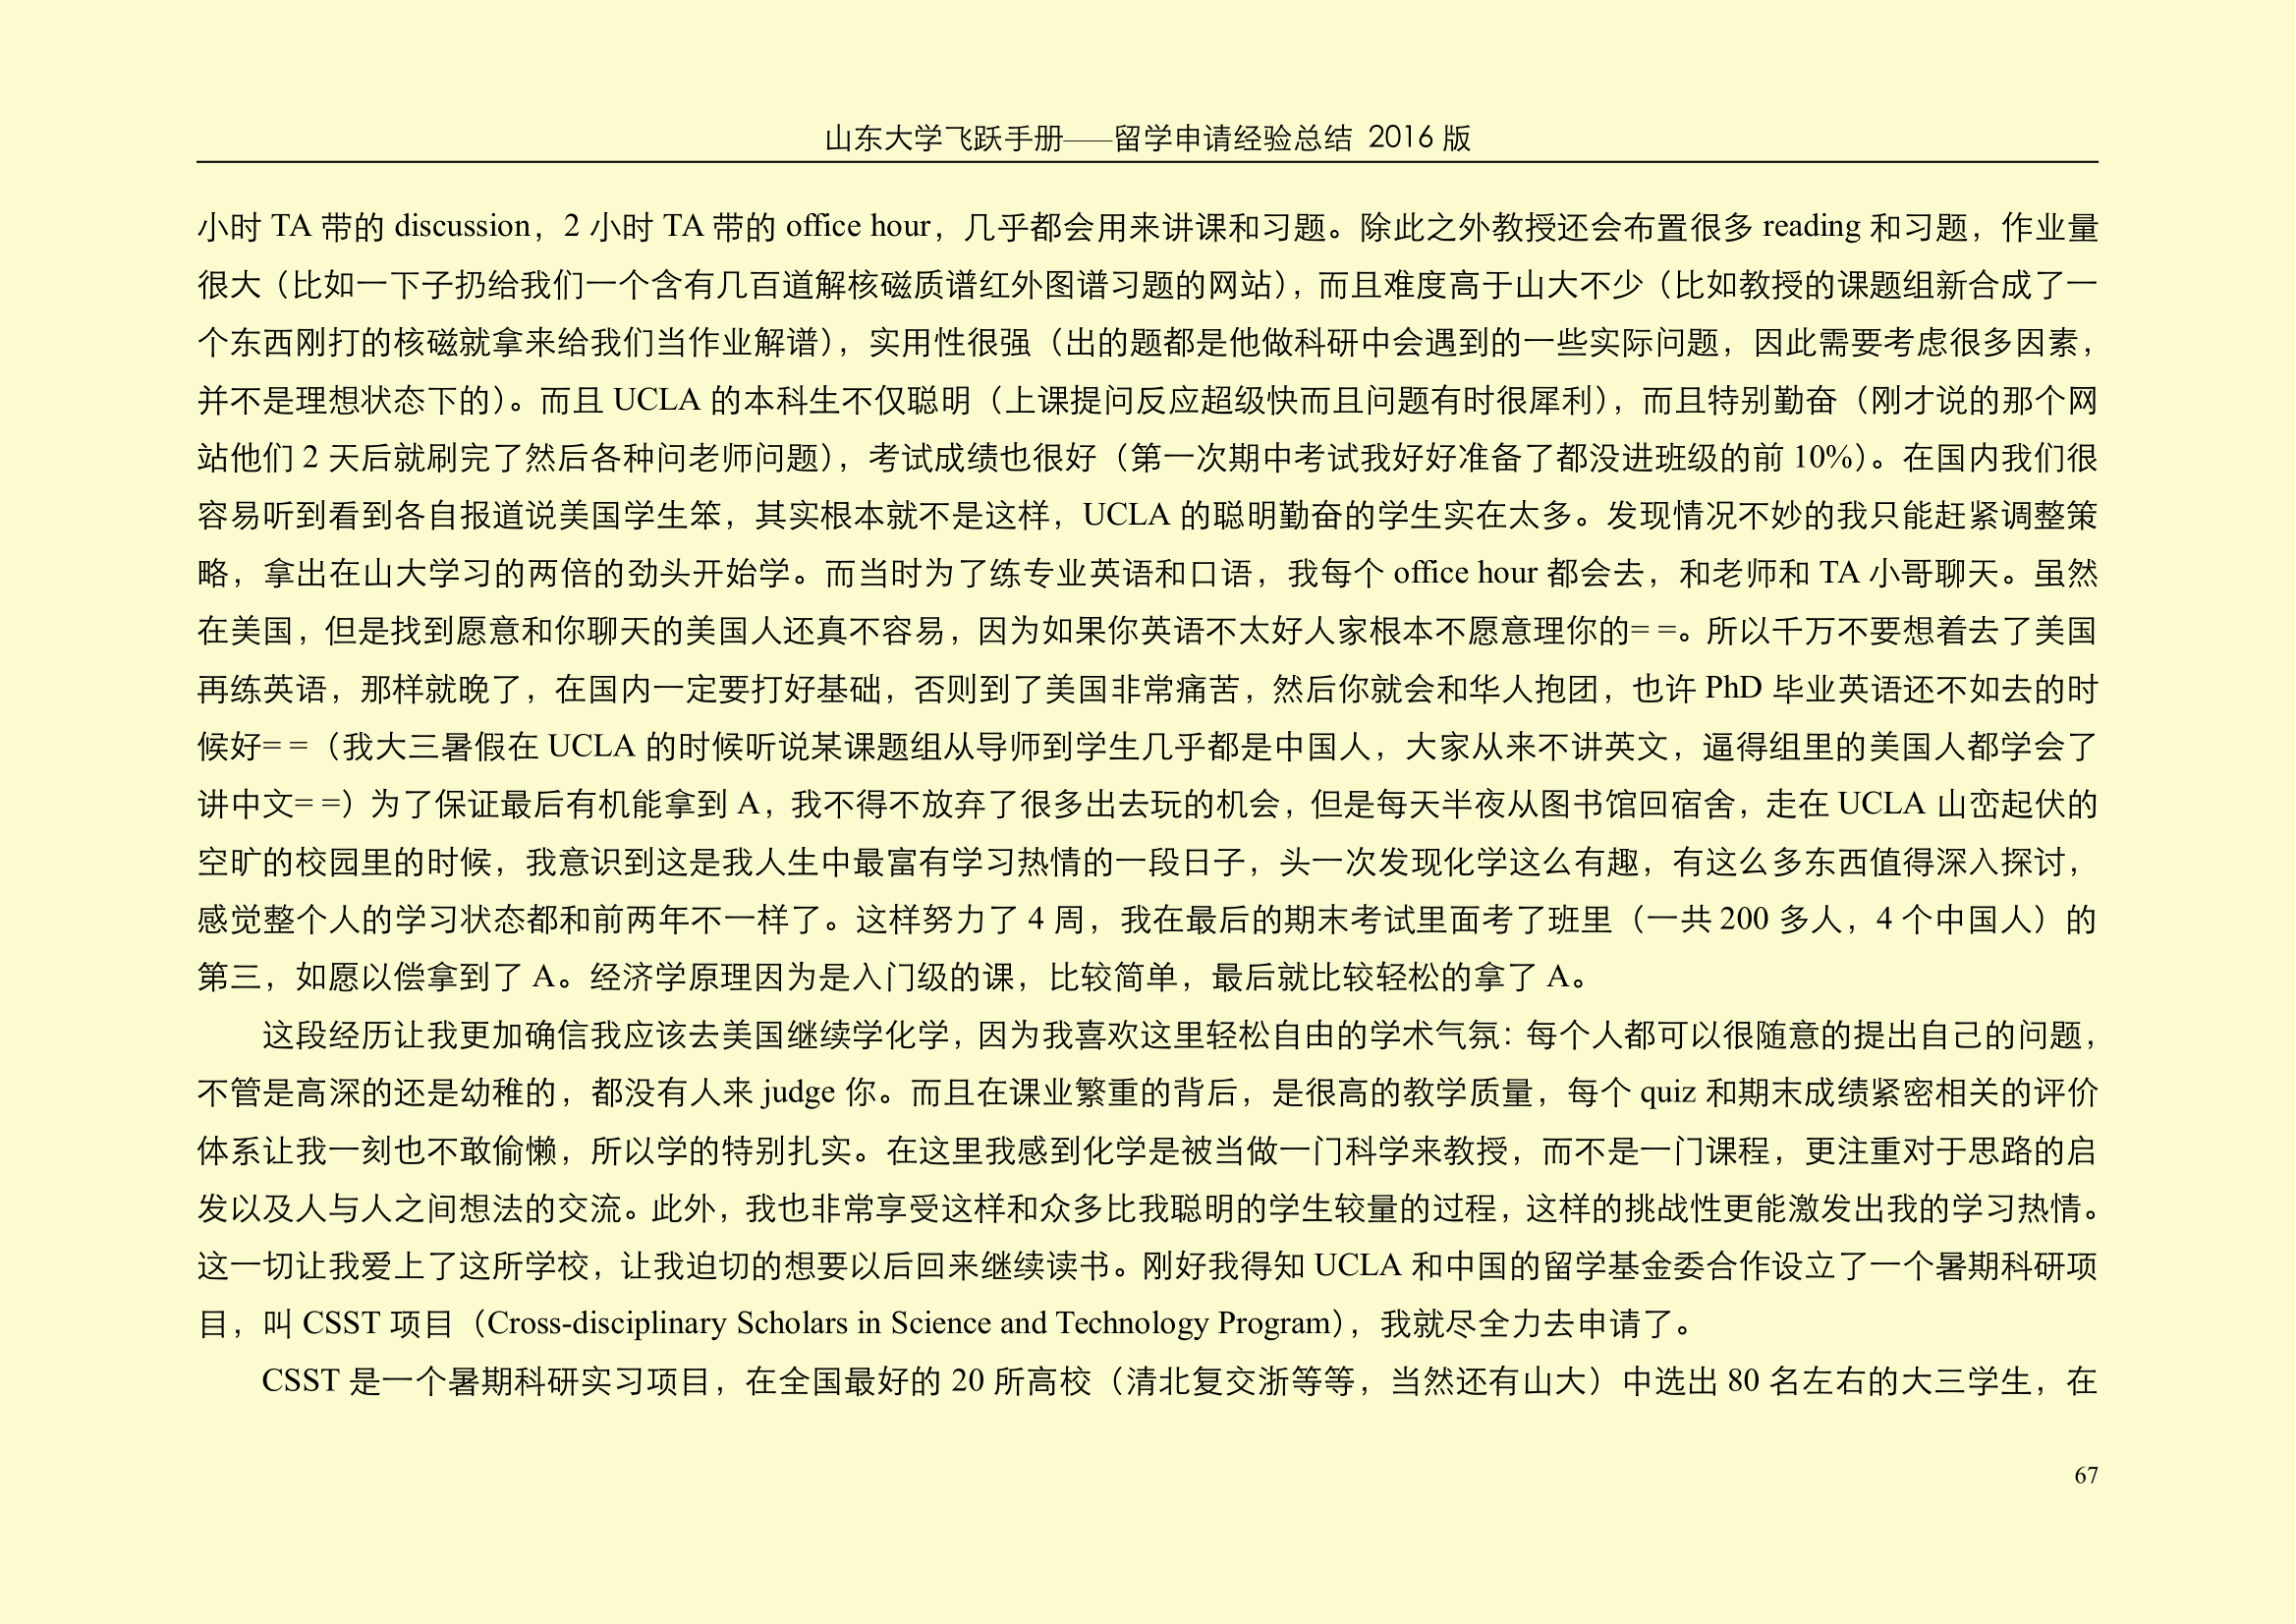 山东大学飞跃手册——留学申请经验总结 2016 版
小时 TA 带的 discussion，2 小时 TA 带的 office hour，几乎都会用来讲课和习题。除此之外教授还会布置很多 reading 和习题，作业量
很大（比如一下子扔给我们一个含有几百道解核磁质谱红外图谱习题的网站），而且难度高于山大不少（比如教授的课题组新合成了一
个东西刚打的核磁就拿来给我们当作业解谱），实用性很强（出的题都是他做科研中会遇到的一些实际问题，因此需要考虑很多因素，
并不是理想状态下的）。而且 UCLA 的本科生不仅聪明（上课提问反应超级快而且问题有时很犀利），而且特别勤奋（刚才说的那个网
站他们 2 天后就刷完了然后各种问老师问题），考试成绩也很好（第一次期中考试我好好准备了都没进班级的前 10%）。在国内我们很
容易听到看到各自报道说美国学生笨，其实根本就不是这样，UCLA 的聪明勤奋的学生实在太多。发现情况不妙的我只能赶紧调整策
略，拿出在山大学习的两倍的劲头开始学。而当时为了练专业英语和口语，我每个 office hour 都会去，和老师和 TA 小哥聊天。虽然
在美国，但是找到愿意和你聊天的美国人还真不容易，因为如果你英语不太好人家根本不愿意理你的= =。所以千万不要想着去了美国
再练英语，那样就晚了，在国内一定要打好基础，否则到了美国非常痛苦，然后你就会和华人抱团，也许 PhD 毕业英语还不如去的时
候好= =（我大三暑假在 UCLA 的时候听说某课题组从导师到学生几乎都是中国人，大家从来不讲英文，逼得组里的美国人都学会了
讲中文= =）为了保证最后有机能拿到 A，我不得不放弃了很多出去玩的机会，但是每天半夜从图书馆回宿舍，走在 UCLA 山峦起伏的
空旷的校园里的时候，我意识到这是我人生中最富有学习热情的一段日子，头一次发现化学这么有趣，有这么多东西值得深入探讨，
感觉整个人的学习状态都和前两年不一样了。这样努力了 4 周，我在最后的期末考试里面考了班里（一共 200 多人，4 个中国人）的
第三，如愿以偿拿到了 A。经济学原理因为是入门级的课，比较简单，最后就比较轻松的拿了 A。
这段经历让我更加确信我应该去美国继续学化学，因为我喜欢这里轻松自由的学术气氛：每个人都可以很随意的提出自己的问题，
不管是高深的还是幼稚的，都没有人来 judge 你。而且在课业繁重的背后，是很高的教学质量，每个 quiz 和期末成绩紧密相关的评价
体系让我一刻也不敢偷懒，所以学的特别扎实。在这里我感到化学是被当做一门科学来教授，而不是一门课程，更注重对于思路的启
发以及人与人之间想法的交流。此外，我也非常享受这样和众多比我聪明的学生较量的过程，这样的挑战性更能激发出我的学习热情。
这一切让我爱上了这所学校，让我迫切的想要以后回来继续读书。刚好我得知 UCLA 和中国的留学基金委合作设立了一个暑期科研项
目，叫 CSST 项目（Cross-disciplinary Scholars in Science and Technology Program），我就尽全力去申请了。
CSST 是一个暑期科研实习项目，在全国最好的 20 所高校（清北复交浙等等，当然还有山大）中选出 80 名左右的大三学生，在
67